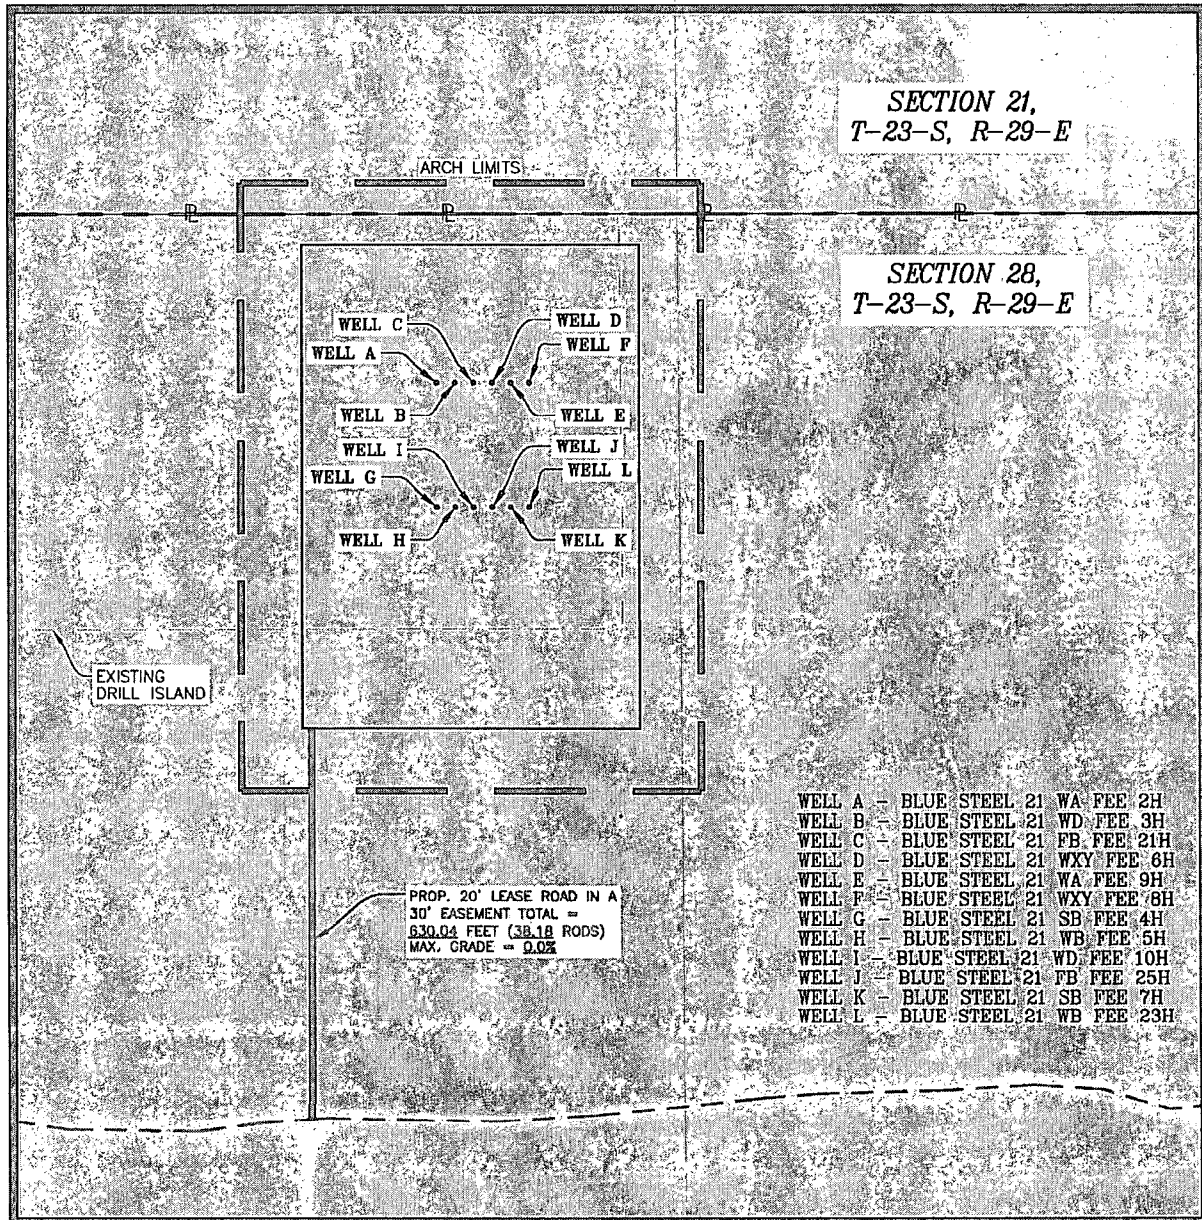 SECTION 21,
T-23-S, R-29-E
ARCH LIMITS
PL
PL
PL
PL
SECTION 28,
T-23-S, R-29-E
WELL C
WELL D
WELL A
WELL F
WELL B
WELL E
WELL I
WELL J
WELL G
WELL L
WELL H
WELL K
EXISTING
DRILL ISLAND
PROP. 20' LEASE ROAD IN A
30' EASEMENT TOTAL =
630.04 FEET (38.18 RODS)
MAX. GRADE = 0.0%
WELL A - BLUE STEEL 21 WA FEE 2H
WELL B - BLUE STEEL 21 WD FEE 3H
WELL C - BLUE STEEL 21 FB FEE 21H
WELL D - BLUE STEEL 21 WXY FEE 6H
WELL E - BLUE STEEL 21 WA FEE 9H
WELL F - BLUE STEEL 21 WXY FEE 8H
WELL G - BLUE STEEL 21 SB FEE 4H
WELL H - BLUE STEEL 21 WB FEE 5H
WELL I - BLUE STEEL 21 WD FEE 10H
WELL J - BLUE STEEL 21 FB FEE 25H
WELL K - BLUE STEEL 21 SB FEE 7H
WELL L - BLUE STEEL 21 WB FEE 23H